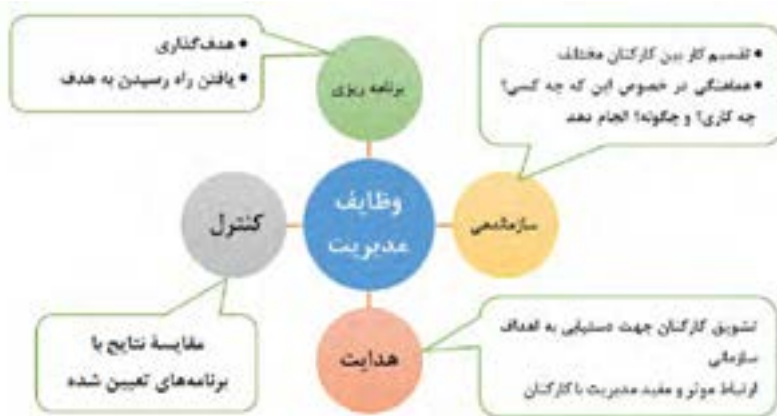 • هدف‌گذاری
• یافتن راه رسیدن به هدف
برنامه ریزی
• تقسیم کار بین کارکنان مختلف
• هماهنگی در خصوص این که چه کسی؟
چه کاری؟ و چگونه؟ انجام دهد
سازماندهی
وظایف
مدیریت
کنترل
مقایسهٔ نتایج با
برنامه‌های تعیین شده
هدایت
تشویق کارکنان جهت دستیابی به اهداف
سازمانی
ارتباط موثر و مفید مدیریت با کارکنان